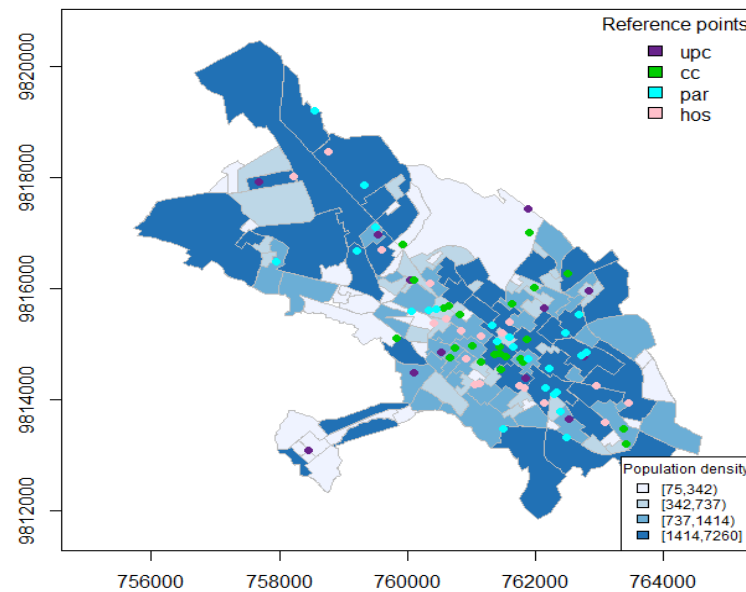 Reference points
upc
cc
par
hos
9820000
9818000
9816000
9814000
9812000
Population density
[75,342)
[342,737)
[737,1414)
[1414,7260]
756000 758000 760000 762000 764000